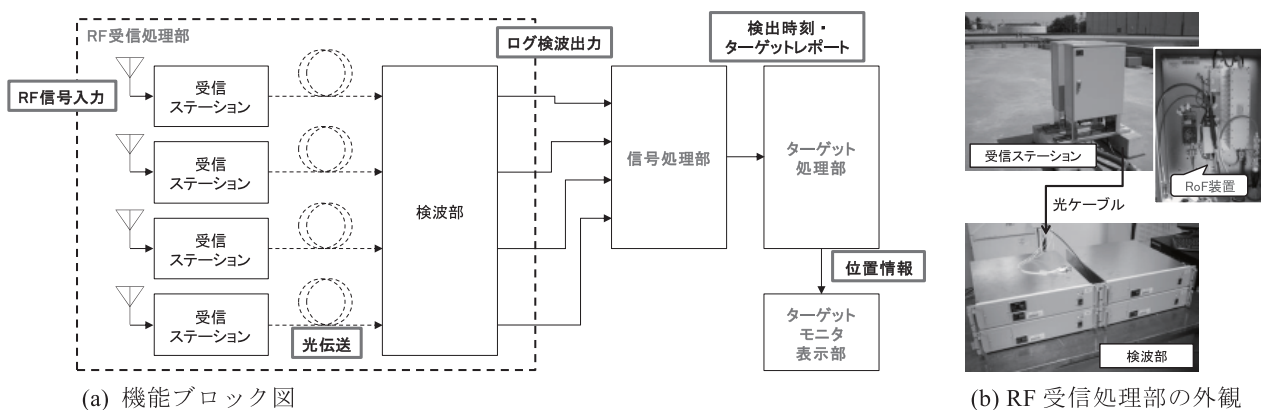 RF受信処理部
ログ検波出力
検出時刻・
ターゲットレポート
RF信号入力
受信
ステーション
受信
ステーション
受信
ステーション
受信
ステーション
光伝送
検波部
信号処理部
ターゲット
処理部
位置情報
ターゲット
モニタ
表示部
(a) 機能ブロック図
受信ステーション
RoF装置
光ケーブル
検波部
(b) RF 受信処理部の外観